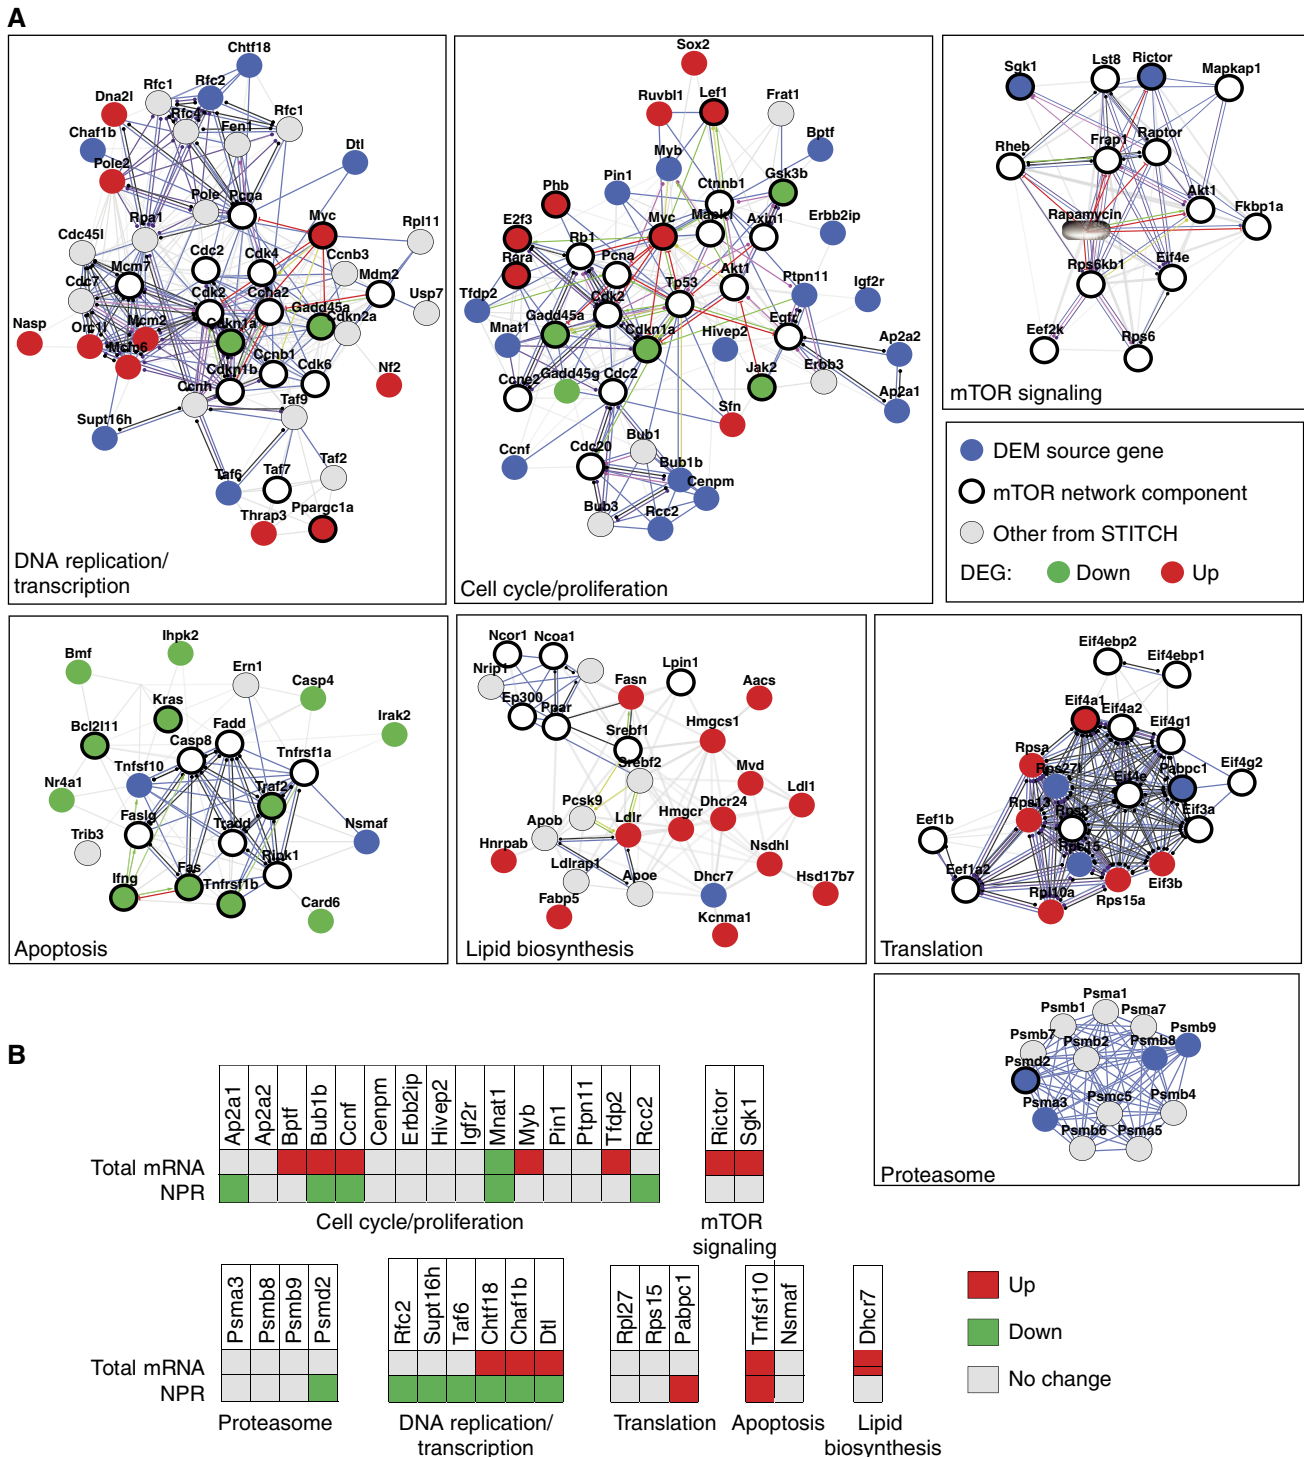 A
Chtf18
Rfc1
Rfc2
Dna2l
Rfc4
Rfc1
Fen1
Chaf1b
Dtl
Pole2
Pole
Pcna
Rpa1
Myc
Rpl11
Cdc45l
Cdc2
Cdk4
Ccnb3
Mcm7
Mdm2
Cdc7
Cdk2
Ccna2
Usp7
Gadd45a
Nasp
Orc1l
Mcm2
Cdkn1a
Cdkn2a
Mcm6
Ccnb1
Cdkn1b
Cdk6
Nf2
Ccnh
Taf9
Supt16h
Taf6
Taf7
Taf2
Thrap3
Ppargc1a
DNA replication/
transcription
Sox2
Ruvbl1
Lef1
Frat1
Myb
Bptf
Pin1
Ctnnb1
Gsk3b
Phb
E2f3
Myc
Mapk1
Axin1
Erbb2ip
Rb1
Rara
Pcna
Akt1
Ptpn11
Tp53
Igf2r
Tfdp2
Cdk2
Mnat1
Gadd45a
Cdkn1a
Hivep2
Egfr
Ap2a2
Ccne2
Gadd45g
Cdc2
Jak2
Erbb3
Ap2a1
Sfn
Bub1
Ccnf
Cdc20
Bub1b
Cenpm
Bub3
Rcc2
Cell cycle/proliferation
Sgk1
Lst8
Rictor
Mapkap1
Rheb
Frap1
Raptor
Akt1
Rapamycin
Fkbp1a
Rps6kb1
Eif4e
Eef2k
Rps6
mTOR signaling
DEM source gene
mTOR network component
Other from STITCH
DEG:
Down
Up
Ihpk2
Bmf
Ern1
Casp4
Kras
Bcl2l11
Fadd
Irak2
Casp8
Tnfrsf1a
Tnfsf10
Nr4a1
Traf2
Faslg
Tradd
Nsmaf
Trib3
Ripk1
Fas
Ifng
Tnfrsf1b
Card6
Apoptosis
Ncor1
Ncoa1
Nrip1
Lpin1
Fasn
Aacs
Ep300
Ppar
Hmgcs1
Srebf1
Srebf2
Mvd
Ldl1
Pcsk9
Apob
Ldlr
Hmgcr
Dhcr24
Hnrpab
Ldlrap1
Apoe
Nsdhl
Dhcr7
Hsd17b7
Fabp5
Kcnma1
Lipid biosynthesis
Eif4ebp2
Eif4ebp1
Eif4a1
Eif4a2
Eif4g1
Rpsa
Rps27l
Eif4e
Pabpc1
Eif4g2
Rps13
Rps3
Eif3a
Eef1b
Rps15
Eef1a2
Rpl10a
Rps15a
Eif3b
Translation
Psma1
Psmb1
Psma7
Psmb7
Psmb2
Psmb8
Psmb9
Psmd2
Psma3
Psmc5
Psmb4
Psmb6
Psma5
Proteasome
B
Ap2a1
Ap2a2
Bptf
Bub1b
Ccnf
Cenpm
Erbb2ip
Hivep2
Igf2r
Mnat1
Myb
Pin1
Ptpn11
Tfdp2
Rcc2
Rictor
Sgk1
Total mRNA
NPR
Cell cycle/proliferation
mTOR
signaling
Psma3
Psmb8
Psmb9
Psmd2
Rfc2
Supt16h
Taf6
Chtf18
Chaf1b
Dtl
Rpl27
Rps15
Pabpc1
Tnfsf10
Nsmaf
Dhcr7
Total mRNA
NPR
Proteasome
DNA replication/
transcription
Translation
Apoptosis
Lipid
biosynthesis
Up
Down
No change